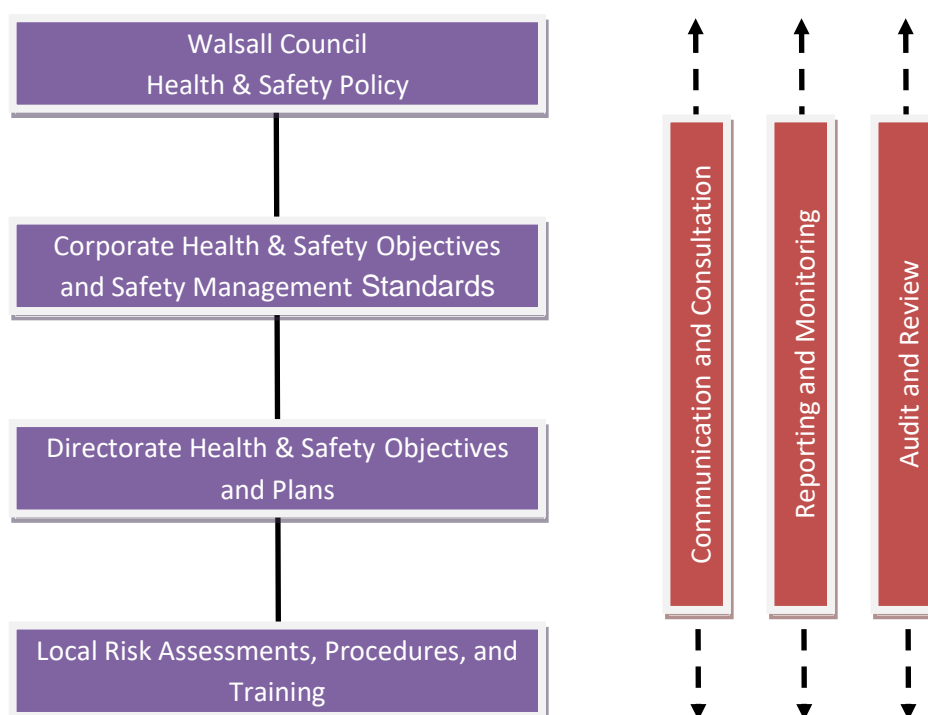 Walsall Council
Health & Safety Policy
Corporate Health & Safety Objectives
and Safety Management Standards
Directorate Health & Safety Objectives
and Plans
Local Risk Assessments, Procedures, and
Training
Communication and Consultation
Reporting and Monitoring
Audit and Review